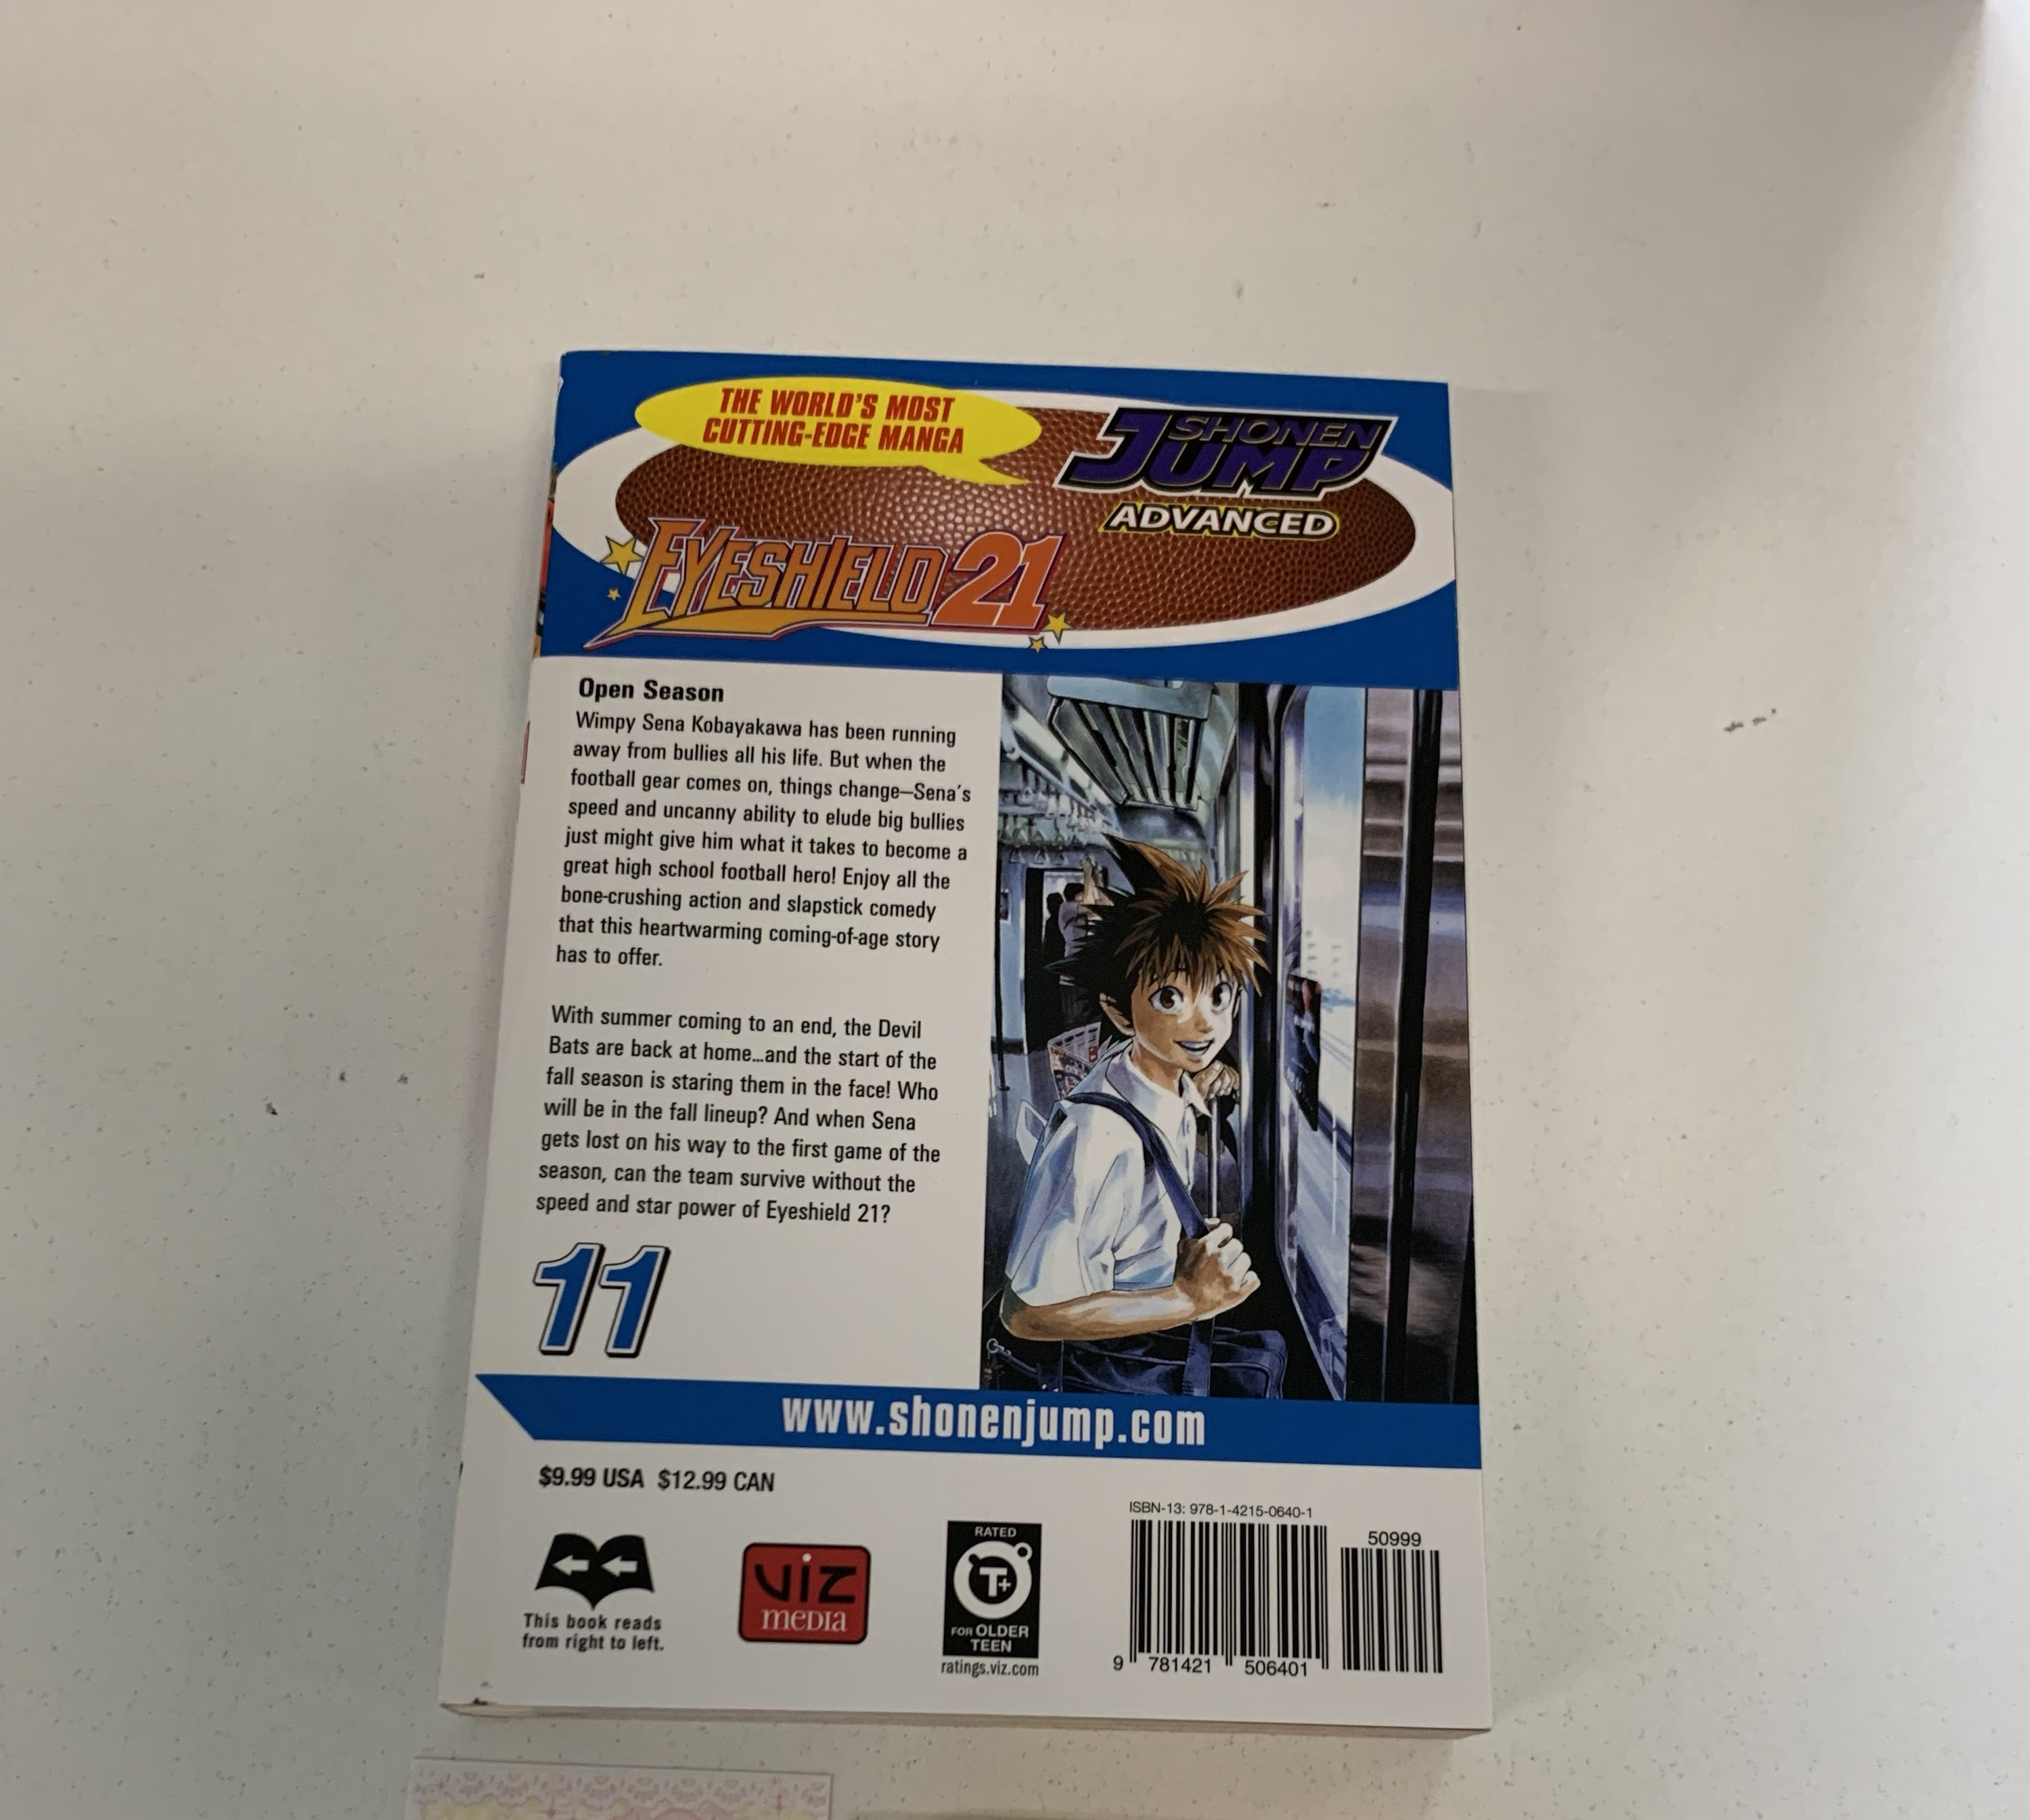 THE WORLD'S MOST
CUTTING-EDGE MANGA
SHONEN
JUMP
ADVANCED
EYESHIELD 21
Open Season
Wimpy Sena Kobayakawa has been running
away from bullies all his life. But when the
football gear comes on, things change—Sena's
speed and uncanny ability to elude big bullies
just might give him what it takes to become a
great high school football hero! Enjoy all the
bone-crushing action and slapstick comedy
that this heartwarming coming-of-age story
has to offer.
With summer coming to an end, the Devil
Bats are back at home...and the start of the
fall season is staring them in the face! Who
will be in the fall lineup? And when Sena
gets lost on his way to the first game of the
season, can the team survive without the
speed and star power of Eyeshield 21?
11
www.shonenjump.com
$9.99 USA $12.99 CAN
This book reads
from right to left.
VIZ
MEDIA
RATED
T+
FOR OLDER
TEEN
ratings.viz.com
ISBN-13: 978-1-4215-0640-1
50999
9 781421 506401